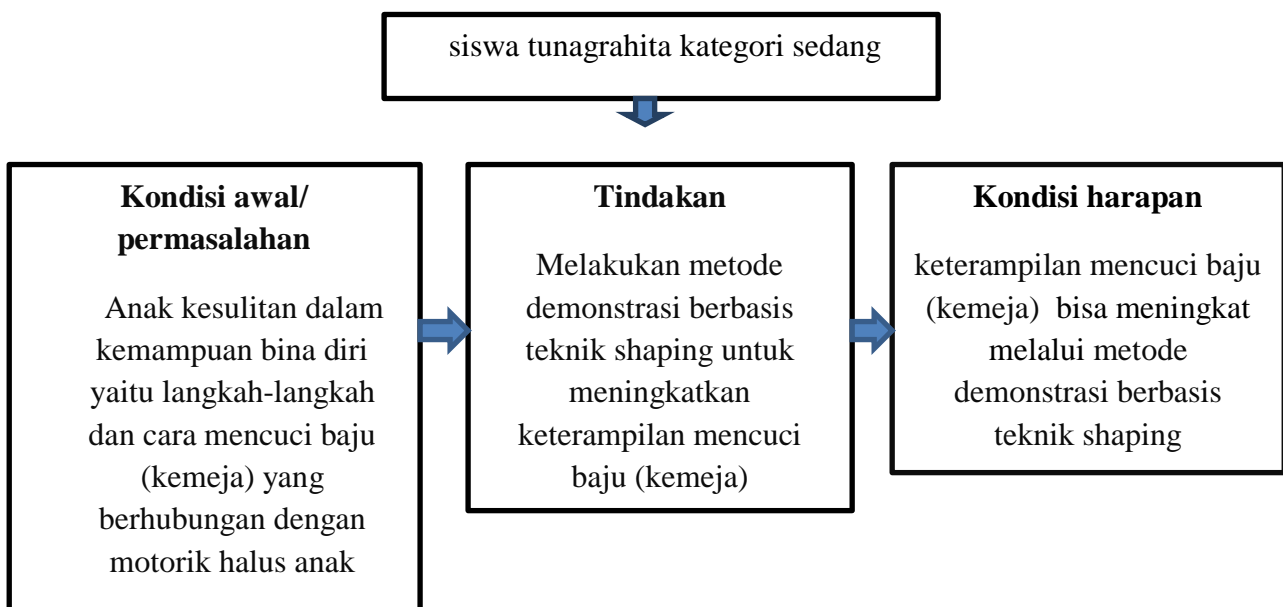 siswa tunagrahita kategori sedang
Kondisi awal/
permasalahan
Anak kesulitan dalam
kemampuan bina diri
yaitu langkah-langkah
dan cara mencuci baju
(kemeja) yang
berhubungan dengan
motorik halus anak
Tindakan
Melakukan metode
demonstrasi berbasis
teknik shaping untuk
meningkatkan
keterampilan mencuci
baju (kemeja)
Kondisi harapan
keterampilan mencuci baju
(kemeja) bisa meningkat
melalui metode
demonstrasi berbasis
teknik shaping